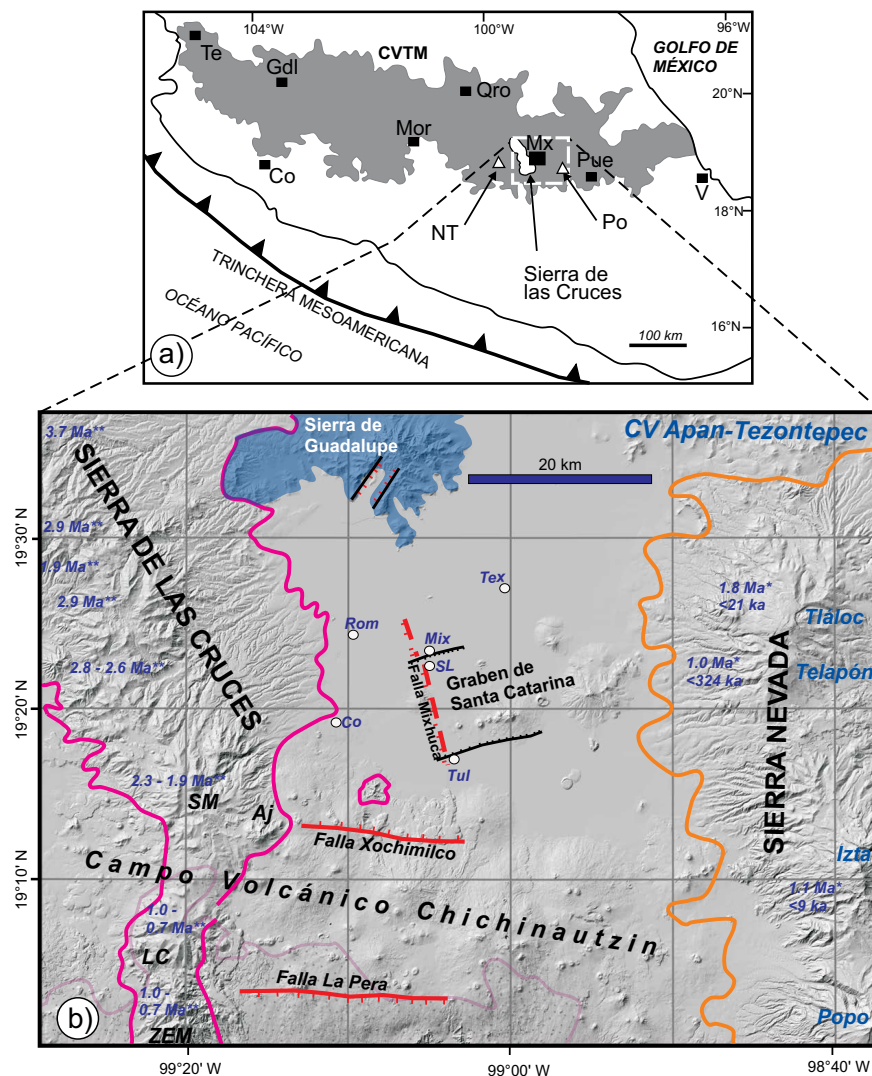 104°W
100°W
96°W
Te
CVTM
GOLFO DE
MÉXICO
Gdl
Qro
20°N
Mor
Mx
Co
Pue
V
NT
Po
18°N
Sierra de
las Cruces
TRINCHERA MESOAMERICANA
OCÉANO PACÍFICO
100 km
16°N
a)
Sierra de
Guadalupe
CV Apan-Tezontepec
3.7 Ma**
SIERRA DE LAS CRUCES
20 km
19°30' N
2.9 Ma**
1.9 Ma**
2.9 Ma**
Tex
1.8 Ma*
<21 ka
Tláloc
Rom
Mix
SL
2.8 - 2.6 Ma**
1.0 Ma*
<324 ka
Telapón
Graben de
Santa Catarina
Falla Mixhuca
19°20' N
Co
SIERRA NEVADA
2.3 - 1.9 Ma**
Tul
SM
Aj
Falla Xochimilco
Izta
19°10' N
Campo Volcánico Chichinautzin
1.1 Ma*
<9 ka
1.0 -
0.7 Ma**
LC
Falla La Pera
1.0 -
0.7 Ma**
Popo
b)
ZEM
99°20' W
99°00' W
98°40' W